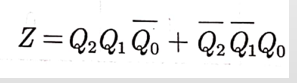 Z = Q₂Q₁Q̅₀ + Q̅₂Q̅₁Q₀